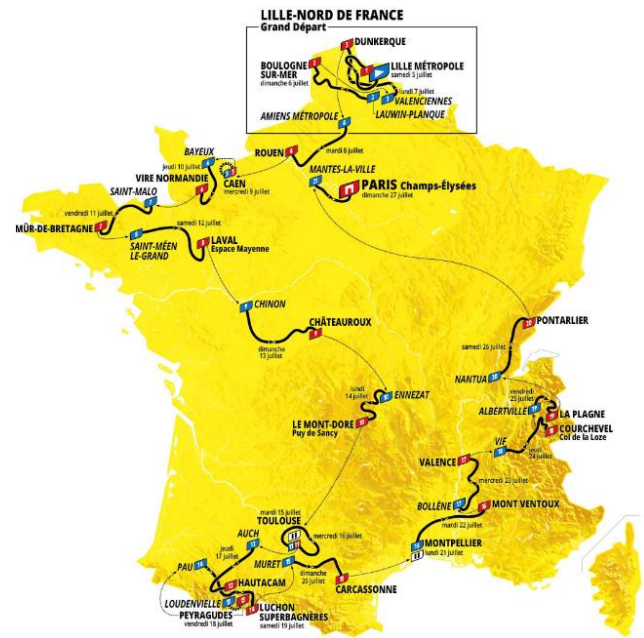 LILLE-NORD DE FRANCE
Grand Départ
DUNKERQUE
BOULOGNE
SUR-MER
dimanche 6 juillet
LILLE MÉTROPOLE
samedi 5 juillet
lundi 7 juillet
VALENCIENNES
LAUWIN-PLANQUE
AMIENS MÉTROPOLE
mardi 8 juillet
ROUEN
BAYEUX
jeudi 10 juillet
VIRE NORMANDIE
CAEN
mercredi 9 juillet
MANTES-LA-VILLE
PARIS Champs-Élysées
dimanche 27 juillet
SAINT-MALO
vendredi 11 juillet
MÛR-DE-BRETAGNE
samedi 12 juillet
SAINT-MÉEN
LE-GRAND
LAVAL
Espace Mayenne
CHINON
CHÂTEAUROUX
dimanche
13 juillet
PONTARLIER
samedi 26 juillet
NANTUA
lundi
14 juillet
ENNEZAT
LE MONT-DORE
Puy de Sancy
vendredi
25 juillet
ALBERTVILLE
LA PLAGNE
COURCHEVEL
Col de la Loze
VIF
jeudi
24 juillet
VALENCE
mercredi 23 juillet
BOLLÈNE
MONT VENTOUX
mardi 22 juillet
mardi 15 juillet
TOULOUSE
mercredi 16 juillet
MONTPELLIER
lundi 21 juillet
AUCH
jeudi
17 juillet
MURET
dimanche
20 juillet
CARCASSONNE
PAU
HAUTACAM
LOUDENVIELLE
PEYRAGUDES
vendredi 18 juillet
LUCHON
SUPERBAGNÈRES
samedi 19 juillet